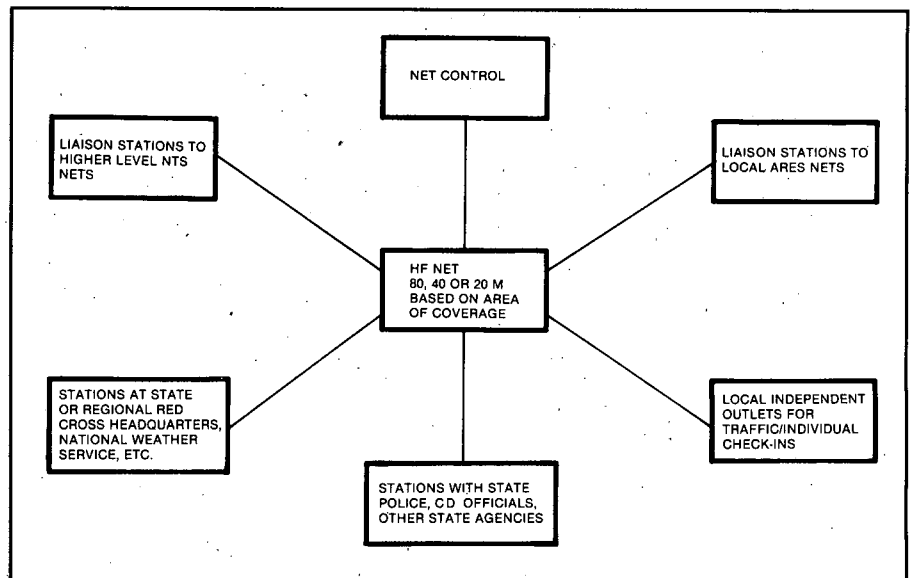 NET CONTROL
LIAISON STATIONS TO
HIGHER LEVEL NTS
NETS
LIAISON STATIONS TO
LOCAL ARES NETS
HF NET
80, 40 OR 20 M
BASED ON AREA
OF COVERAGE
STATIONS AT STATE
OR REGIONAL RED
CROSS HEADQUARTERS,
NATIONAL WEATHER
SERVICE, ETC.
LOCAL INDEPENDENT
OUTLETS FOR
TRAFFIC/INDIVIDUAL
CHECK-INS
STATIONS WITH STATE
POLICE, CD OFFICIALS,
OTHER STATE AGENCIES